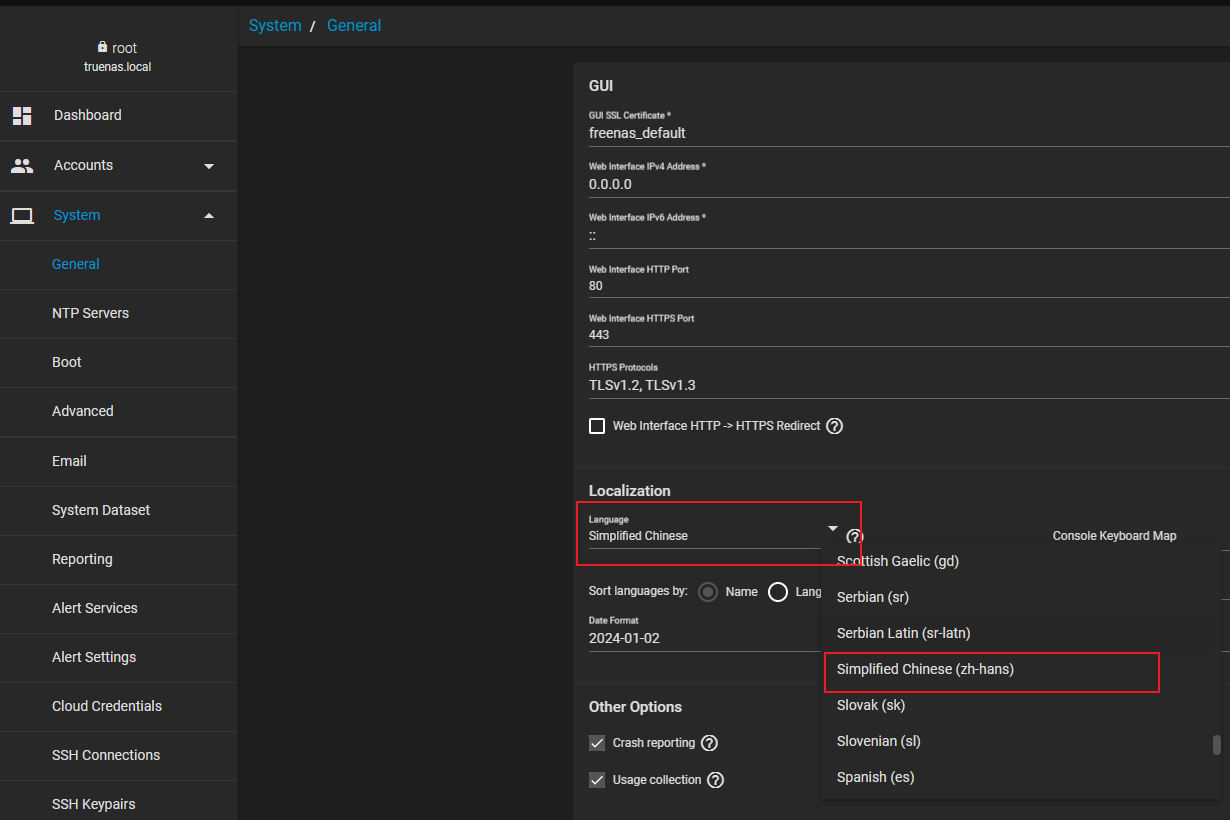 System / General
root
truenas.local
Dashboard
Accounts
System
General
NTP Servers
Boot
Advanced
Email
System Dataset
Reporting
Alert Services
Alert Settings
Cloud Credentials
SSH Connections
SSH Keypairs
GUI
GUI SSL Certificate *
freenas_default
Web Interface IPv4 Address *
0.0.0.0
Web Interface IPv6 Address *
::
Web Interface HTTP Port
80
Web Interface HTTPS Port
443
HTTPS Protocols
TLSv1.2, TLSv1.3
Web Interface HTTP -> HTTPS Redirect
Localization
Language
Simplified Chinese
Console Keyboard Map
Sort languages by: Name Lang
Date Format
2024-01-02
Scottish Gaelic (gd)
Serbian (sr)
Serbian Latin (sr-latn)
Simplified Chinese (zh-hans)
Slovak (sk)
Slovenian (sl)
Spanish (es)
Other Options
Crash reporting
Usage collection